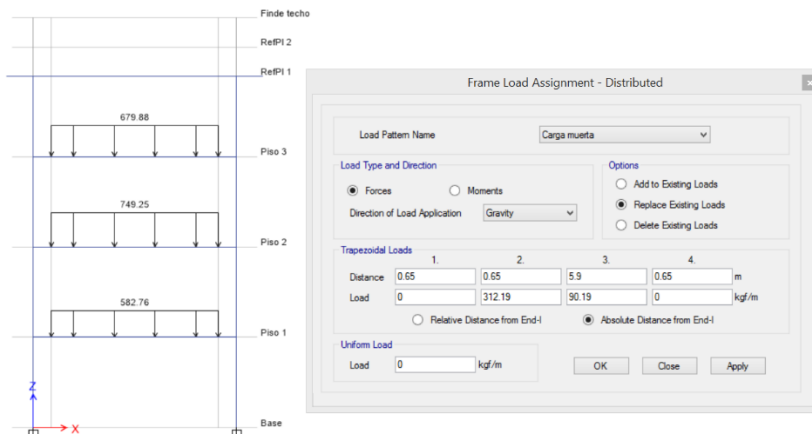 Finde techo
RefPl 2
RefPl 1
679.88
Piso 3
749.25
Piso 2
582.76
Piso 1
Z
X
Base
Frame Load Assignment - Distributed
x
Load Pattern Name
Carga muerta
Load Type and Direction
Forces
Moments
Direction of Load Application
Gravity
Options
Add to Existing Loads
Replace Existing Loads
Delete Existing Loads
Trapezoidal Loads
1. 2. 3. 4.
Distance 0.65 0.65 5.9 0.65 m
Load 0 312.19 90.19 0 kgf/m
Relative Distance from End-I
Absolute Distance from End-I
Uniform Load
Load 0 kgf/m
OK Close Apply